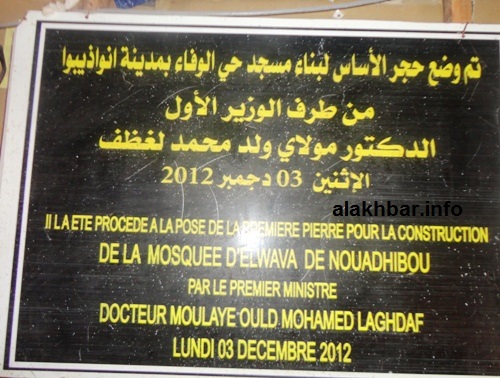 تم وضع حجر الأساس لبناء مسجد حي الوفاء بمدينة انواذيبوا
من طرف الوزير الأول
الدكتور مولاي ولد محمد لغظف
الإثنين 03 دجمبر 2012
alakhbar.info
Il LA ETE PROCEDE A LA POSE DE LA PREMIERE PIERRE POUR LA CONSTRUCTION
DE LA MOSQUEE D'ELWAVA DE NOUADHIBOU
PAR LE PREMIER MINISTRE
DOCTEUR MOULAYE OULD MOHAMED LAGHDAF
LUNDI 03 DECEMBRE 2012